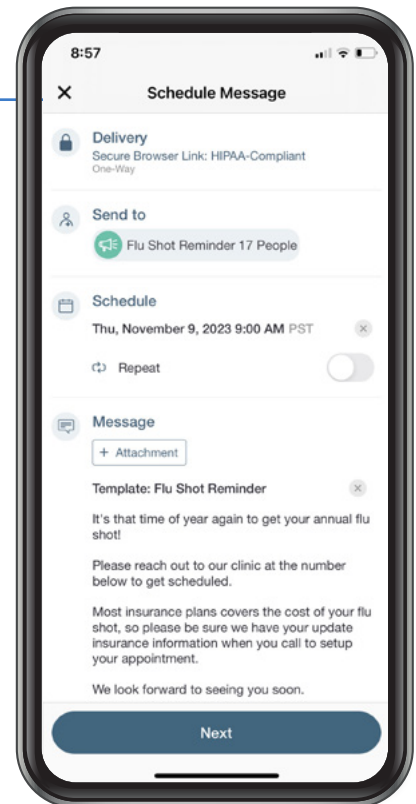 8:57
Schedule Message
Delivery
Secure Browser Link: HIPAA-Compliant
One-Way
Send to
Flu Shot Reminder 17 People
Schedule
Thu, November 9, 2023 9:00 AM PST
Repeat
Message
+ Attachment
Template: Flu Shot Reminder
It's that time of year again to get your annual flu
shot!
Please reach out to our clinic at the number
below to get scheduled.
Most insurance plans covers the cost of your flu
shot, so please be sure we have your update
insurance information when you call to setup
your appointment.
We look forward to seeing you soon.
Next